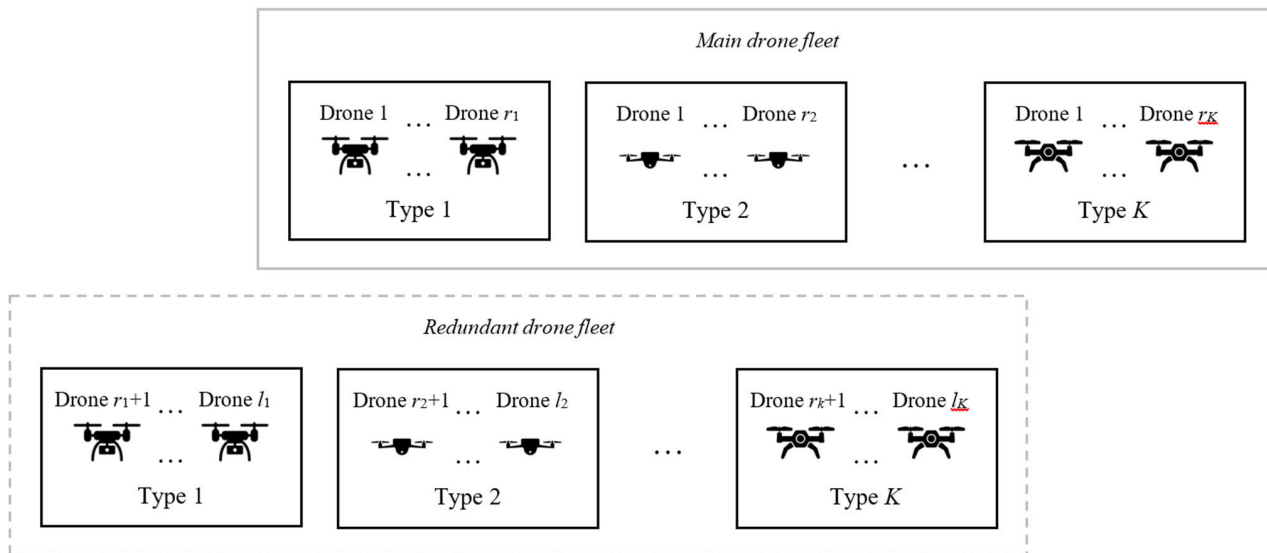 Main drone fleet
Drone 1 ... Drone r1 Drone 1 ... Drone r2 Drone 1 ... Drone rK
... ... ... ...
Type 1 Type 2 Type K
Redundant drone fleet
Drone r1+1 ... Drone l1 Drone r2+1 ... Drone l2 Drone rk+1 ... Drone lK
... ... ... ...
Type 1 Type 2 Type K